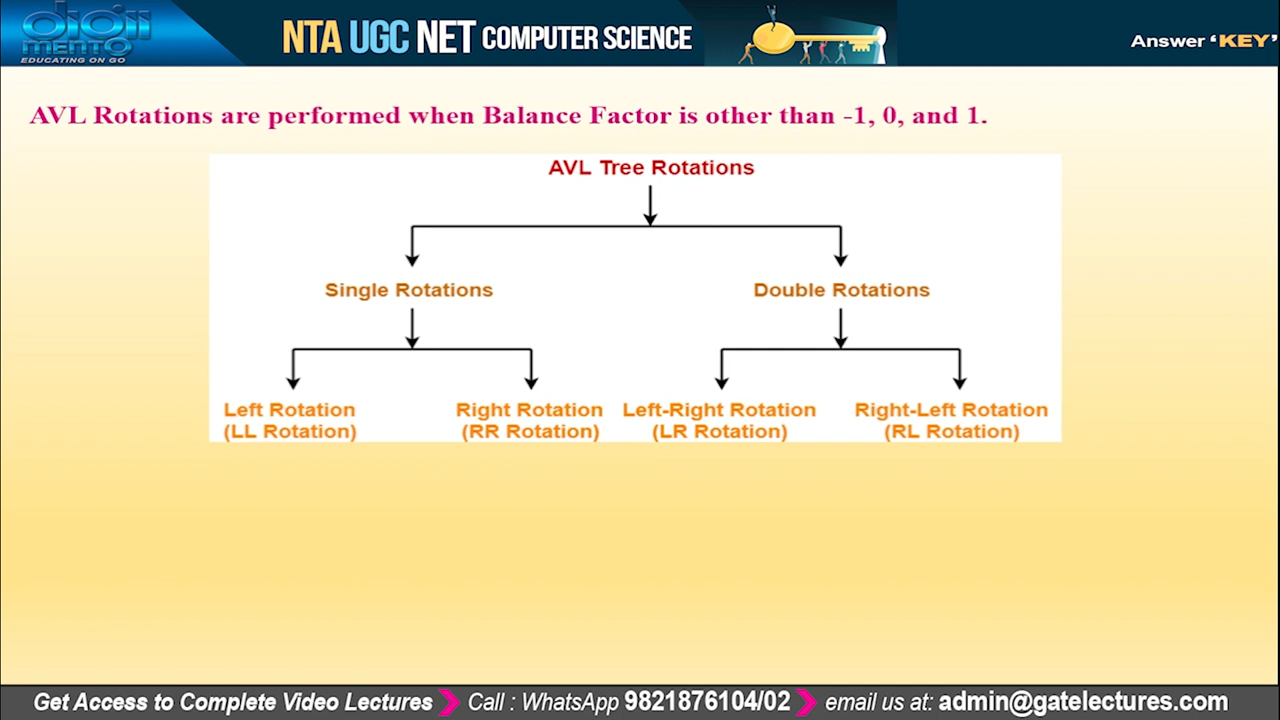 didii
MENTO
EDUCATING ON GO
NTA UGC NET COMPUTER SCIENCE
Answer ‘KEY’
AVL Rotations are performed when Balance Factor is other than -1, 0, and 1.
AVL Tree Rotations
Single Rotations Double Rotations
Left Rotation Right Rotation Left-Right Rotation Right-Left Rotation
(LL Rotation) (RR Rotation) (LR Rotation) (RL Rotation)
Get Access to Complete Video Lectures Call : WhatsApp 9821876104/02 email us at: admin@gatelectures.com